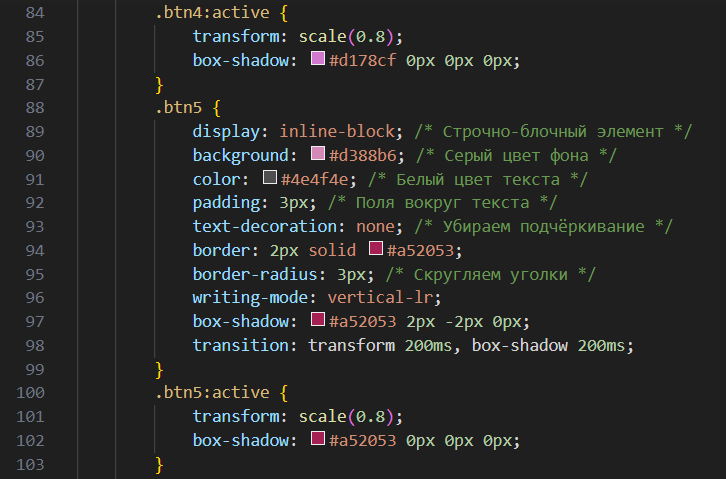 84 .btn4:active {
85 transform: scale(0.8);
86 box-shadow: #d178cf 0px 0px 0px;
87 }
88 .btn5 {
89 display: inline-block; /* Строчно-блочный элемент */
90 background: #d388b6; /* Серый цвет фона */
91 color: #4e4f4e; /* Белый цвет текста */
92 padding: 3px; /* Поля вокруг текста */
93 text-decoration: none; /* Убираем подчёркивание */
94 border: 2px solid #a52053;
95 border-radius: 3px; /* Скругляем уголки */
96 writing-mode: vertical-lr;
97 box-shadow: #a52053 2px -2px 0px;
98 transition: transform 200ms, box-shadow 200ms;
99 }
100 .btn5:active {
101 transform: scale(0.8);
102 box-shadow: #a52053 0px 0px 0px;
103 }